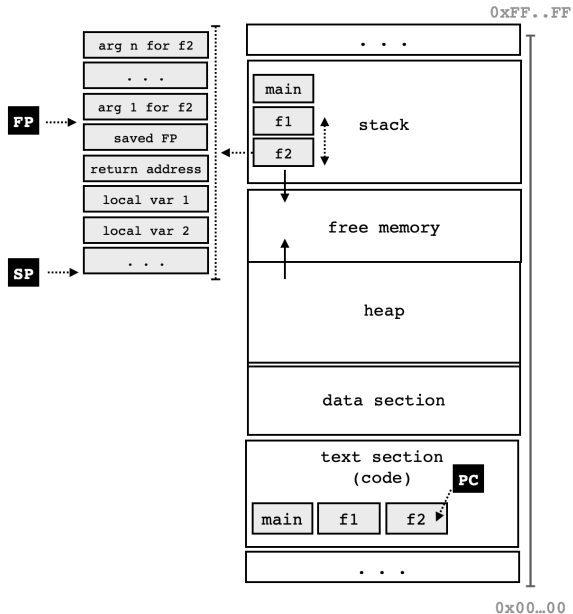 0xFF..FF
arg n for f2
. . .
arg 1 for f2
FP
saved FP
return address
local var 1
local var 2
SP
. . .
. . .
main
f1
f2
stack
free memory
heap
data section
text section
(code)
PC
main
f1
f2
. . .
0x00…00